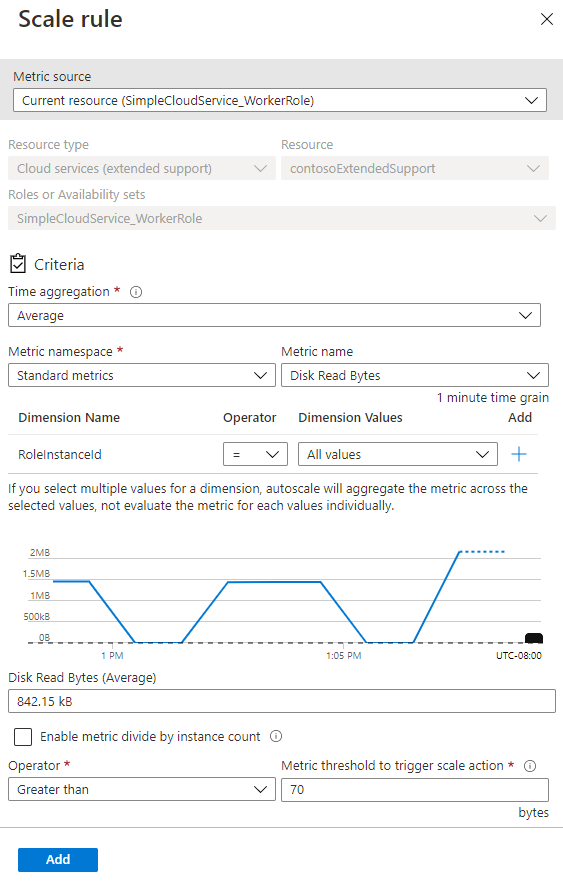 Scale rule
Metric source
Current resource (SimpleCloudService_WorkerRole)
Resource type
Resource
Cloud services (extended support)
contosoExtendedSupport
Roles or Availability sets
SimpleCloudService_WorkerRole
Criteria
Time aggregation *
Average
Metric namespace *
Metric name
Standard metrics
Disk Read Bytes
1 minute time grain
Dimension Name Operator Dimension Values Add
RoleInstanceId = All values
If you select multiple values for a dimension, autoscale will aggregate the metric across the
selected values, not evaluate the metric for each values individually.
2MB
1.5MB
1MB
500kB
0B
1 PM 1:05 PM UTC-08:00
Disk Read Bytes (Average)
842.15 kB
Enable metric divide by instance count
Operator *
Metric threshold to trigger scale action *
Greater than
70
bytes
Add